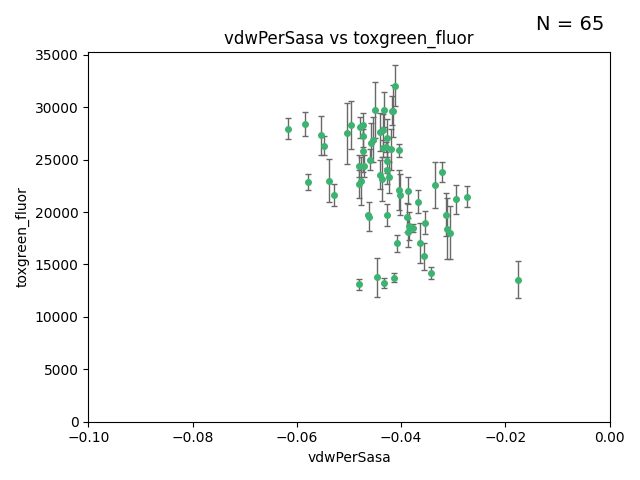 N = 65
vdwPerSasa vs toxgreen_fluor
35000
30000
25000
20000
15000
10000
5000
0
toxgreen_fluor
−0.10 −0.08 −0.06 −0.04 −0.02 0.00
vdwPerSasa